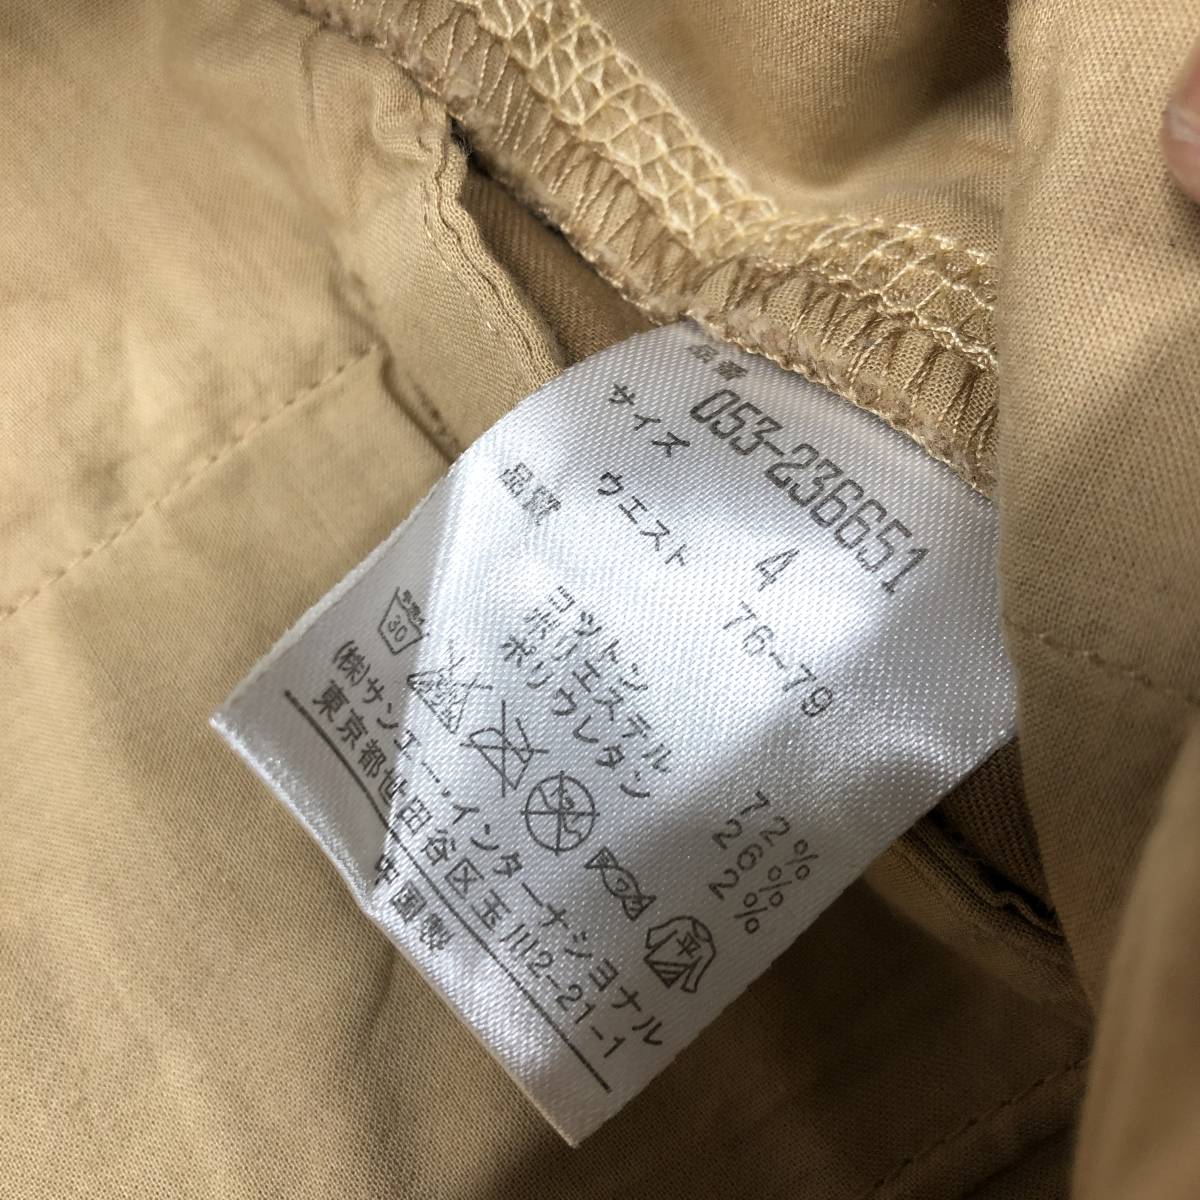 品番 053-236651
サイズ 4
ウエスト 76~79
品質
コットン 72%
ポリエステル 26%
ポリウレタン 2%
30
平
(株)サンエー・インターナショナル
東京都世田谷区玉川2-21-1
中国製